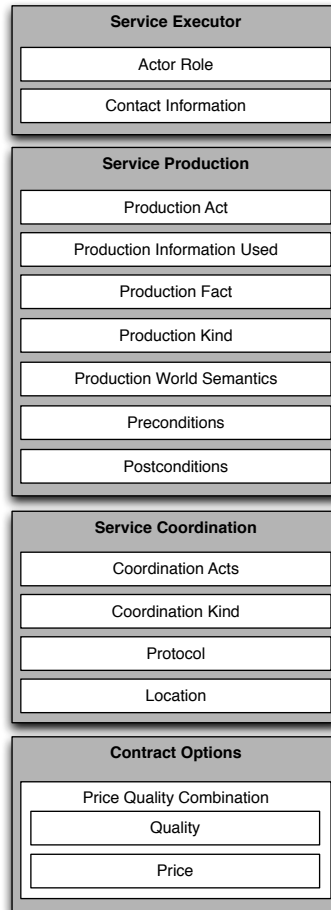 Service Executor
Actor Role
Contact Information
Service Production
Production Act
Production Information Used
Production Fact
Production Kind
Production World Semantics
Preconditions
Postconditions
Service Coordination
Coordination Acts
Coordination Kind
Protocol
Location
Contract Options
Price Quality Combination
Quality
Price